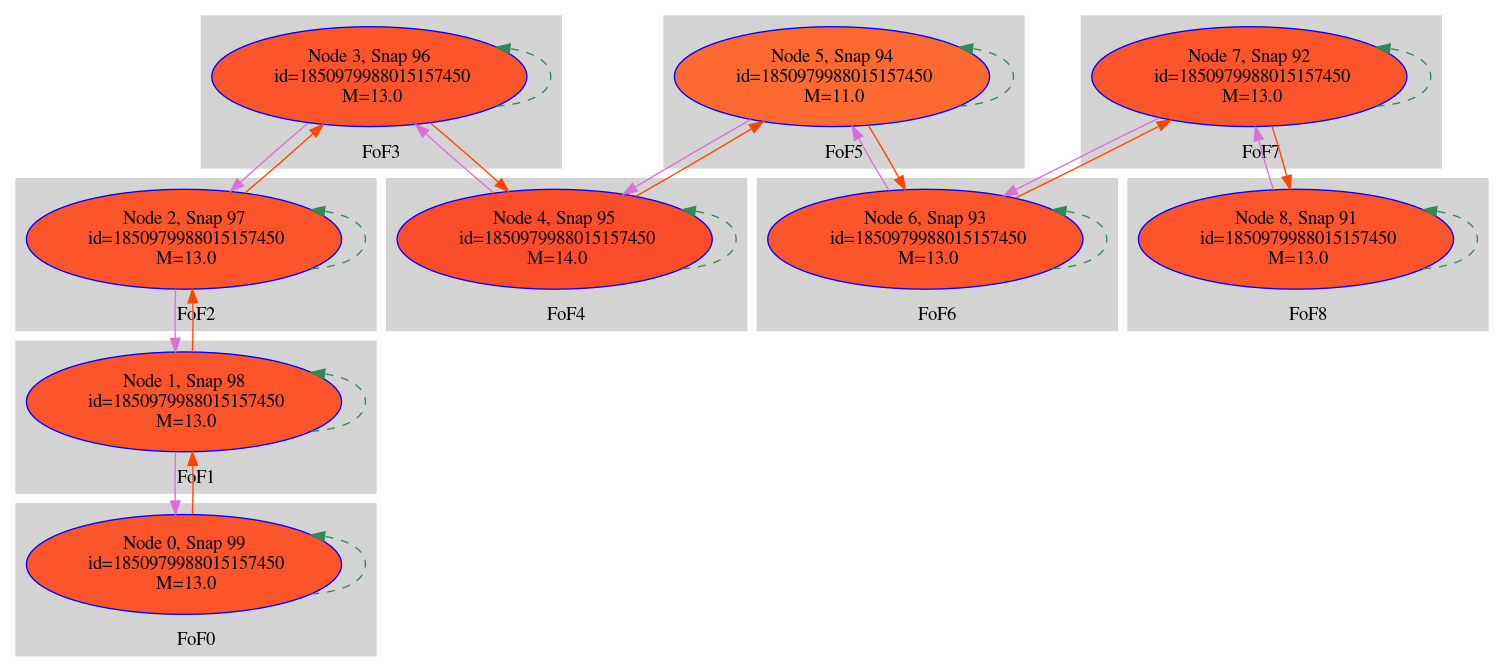 Node 3, Snap 96
id=1850979988015157450
M=13.0
FoF3
Node 5, Snap 94
id=1850979988015157450
M=11.0
FoF5
Node 7, Snap 92
id=1850979988015157450
M=13.0
FoF7
Node 2, Snap 97
id=1850979988015157450
M=13.0
FoF2
Node 4, Snap 95
id=1850979988015157450
M=14.0
FoF4
Node 6, Snap 93
id=1850979988015157450
M=13.0
FoF6
Node 8, Snap 91
id=1850979988015157450
M=13.0
FoF8
Node 1, Snap 98
id=1850979988015157450
M=13.0
FoF1
Node 0, Snap 99
id=1850979988015157450
M=13.0
FoF0